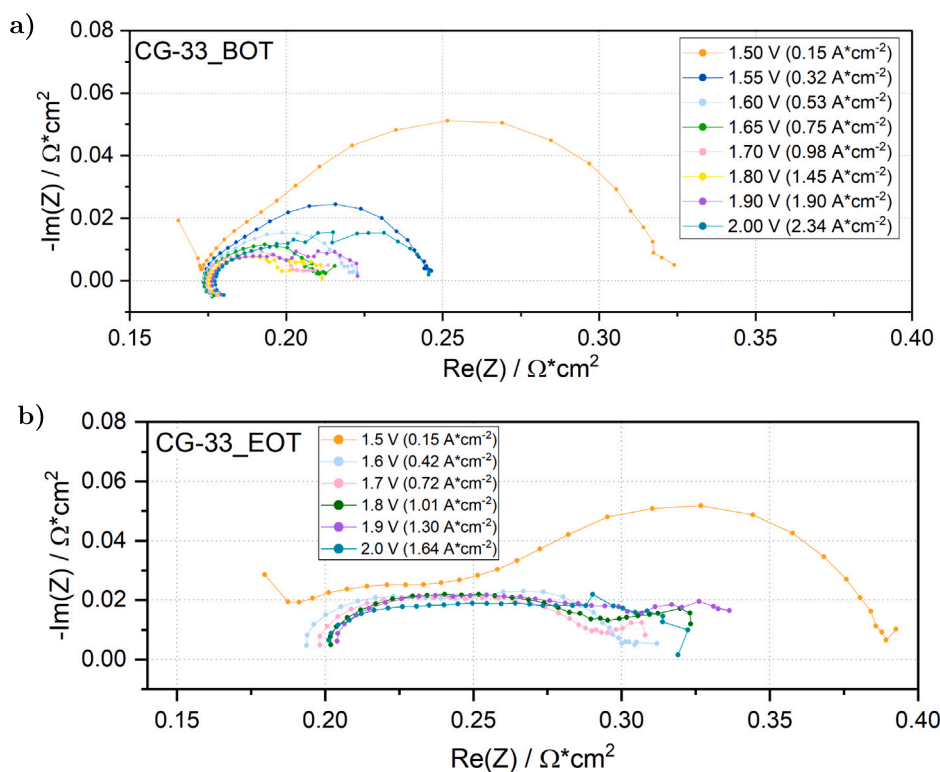 a)
CG-33_BOT
0.08
0.06
0.04
0.02
0.00
-Im(Z) / Ω*cm²
1.50 V (0.15 A*cm⁻²)
1.55 V (0.32 A*cm⁻²)
1.60 V (0.53 A*cm⁻²)
1.65 V (0.75 A*cm⁻²)
1.70 V (0.98 A*cm⁻²)
1.80 V (1.45 A*cm⁻²)
1.90 V (1.90 A*cm⁻²)
2.00 V (2.34 A*cm⁻²)
0.15 0.20 0.25 0.30 0.35 0.40
Re(Z) / Ω*cm²
b)
CG-33_EOT
0.08
0.06
0.04
0.02
0.00
-Im(Z) / Ω*cm²
1.5 V (0.15 A*cm⁻²)
1.6 V (0.42 A*cm⁻²)
1.7 V (0.72 A*cm⁻²)
1.8 V (1.01 A*cm⁻²)
1.9 V (1.30 A*cm⁻²)
2.0 V (1.64 A*cm⁻²)
0.15 0.20 0.25 0.30 0.35 0.40
Re(Z) / Ω*cm²